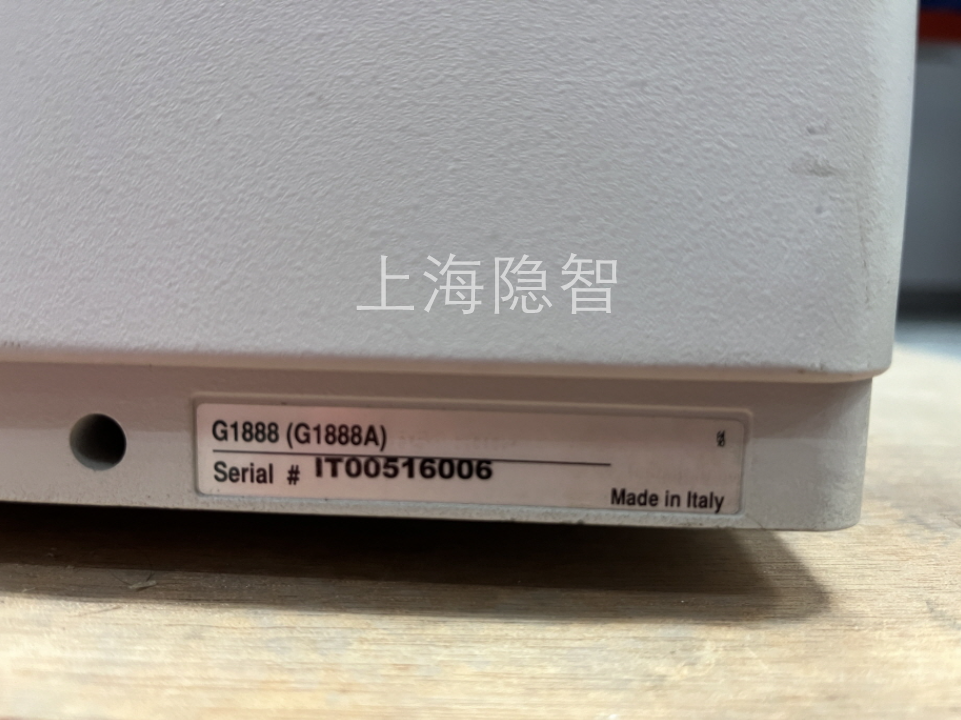 上海隐智
G1888 (G1888A)
Serial # IT00516006
Made in Italy